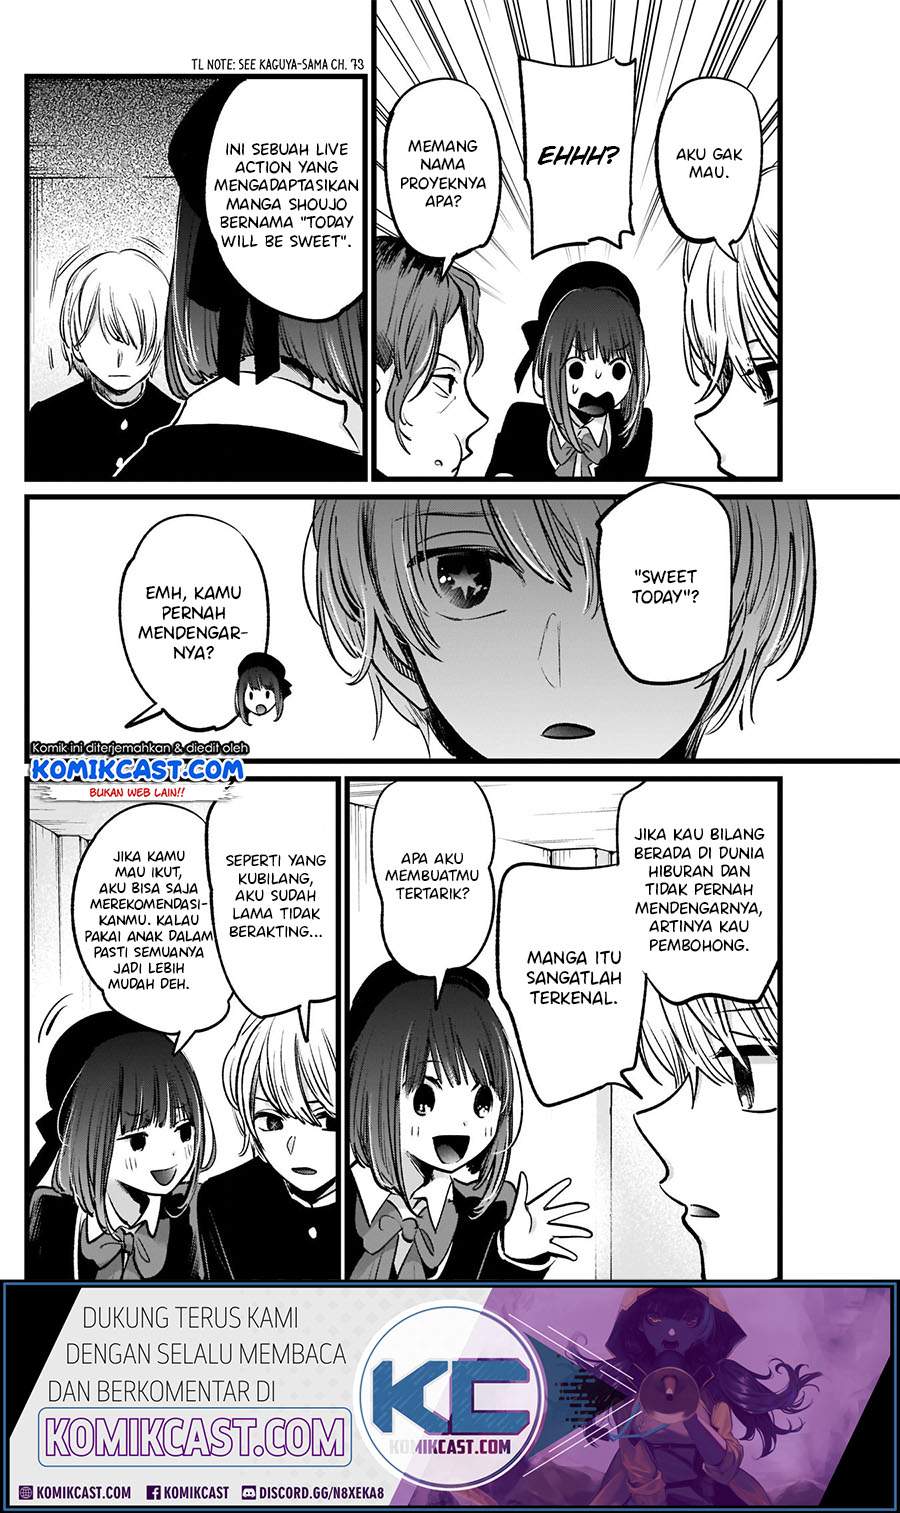 AKU GAK
MAU.
EHHH?
MEMANG
NAMA
PROYEKNYA
APA?
TL NOTE: SEE KAGUYA-SAMA CH. 73
INI SEBUAH LIVE
ACTION YANG
MENGADAPTASIKAN
MANGA SHOUJO
BERNAMA "TODAY
WILL BE SWEET".
"SWEET
TODAY"?
EMH, KAMU
PERNAH
MENDENGAR-
NYA?
Komik ini diterjemahkan & diedit oleh
KOMIKCAST.COM
BUKAN WEB LAIN!!
JIKA KAU BILANG
BERADA DI DUNIA
HIBURAN DAN
TIDAK PERNAH
MENDENGARNYA,
ARTINYA KAU
PEMBOHONG.
MANGA ITU
SANGATLAH
TERKENAL.
APA AKU
MEMBUATMU
TERTARIK?
SEPERTI YANG
KUBILANG,
AKU SUDAH
LAMA TIDAK
BERAKTING...
JIKA KAMU
MAU IKUT,
AKU BISA SAJA
MEREKOMENDASI-
KANMU. KALAU
PAKAI ANAK DALAM
PASTI SEMUANYA
JADI LEBIH
MUDAH DEH.
DUKUNG TERUS KAMI
DENGAN SELALU MEMBACA
DAN BERKOMENTAR DI
KOMIKCAST.COM
KC
KOMIKCAST.COM
KOMIKCAST.COM KOMIKCAST DISCORD.GG/N8XEKA8